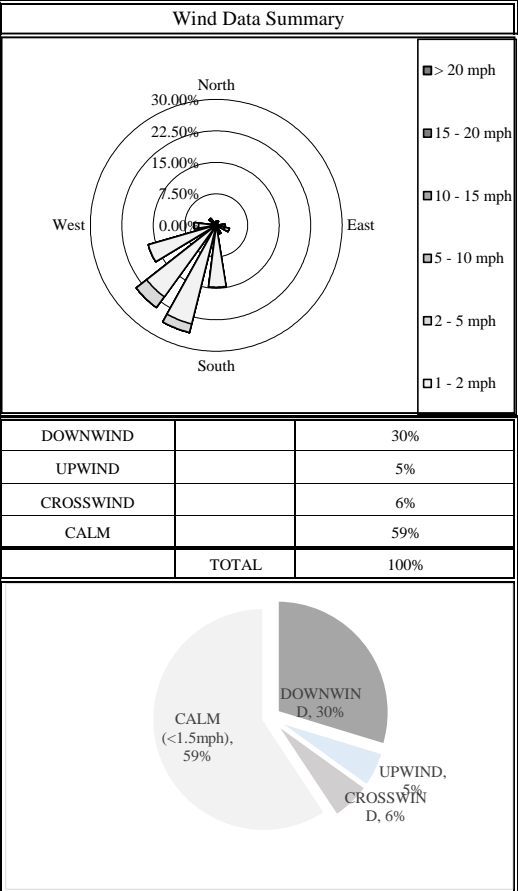 Wind Data Summary
North
30.00%
22.50%
15.00%
7.50%
0.00%
West
East
South
> 20 mph
15 - 20 mph
10 - 15 mph
5 - 10 mph
2 - 5 mph
1 - 2 mph
DOWNWIND 30%
UPWIND 5%
CROSSWIND 6%
CALM 59%
TOTAL 100%
DOWNWIN
D, 30%
CALM
(<1.5mph),
59%
UPWIND,
5%
CROSSWIN
D, 6%